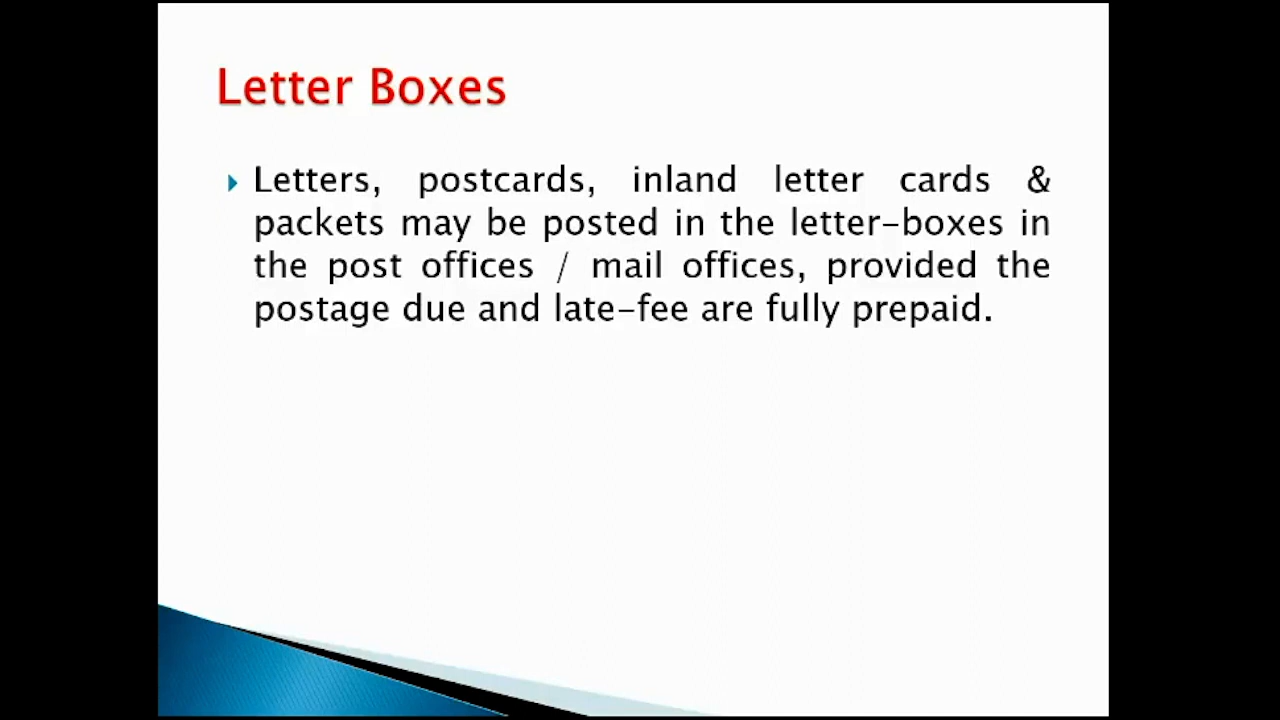 Letter Boxes
Letters, postcards, inland letter cards &
packets may be posted in the letter-boxes in
the post offices / mail offices, provided the
postage due and late-fee are fully prepaid.